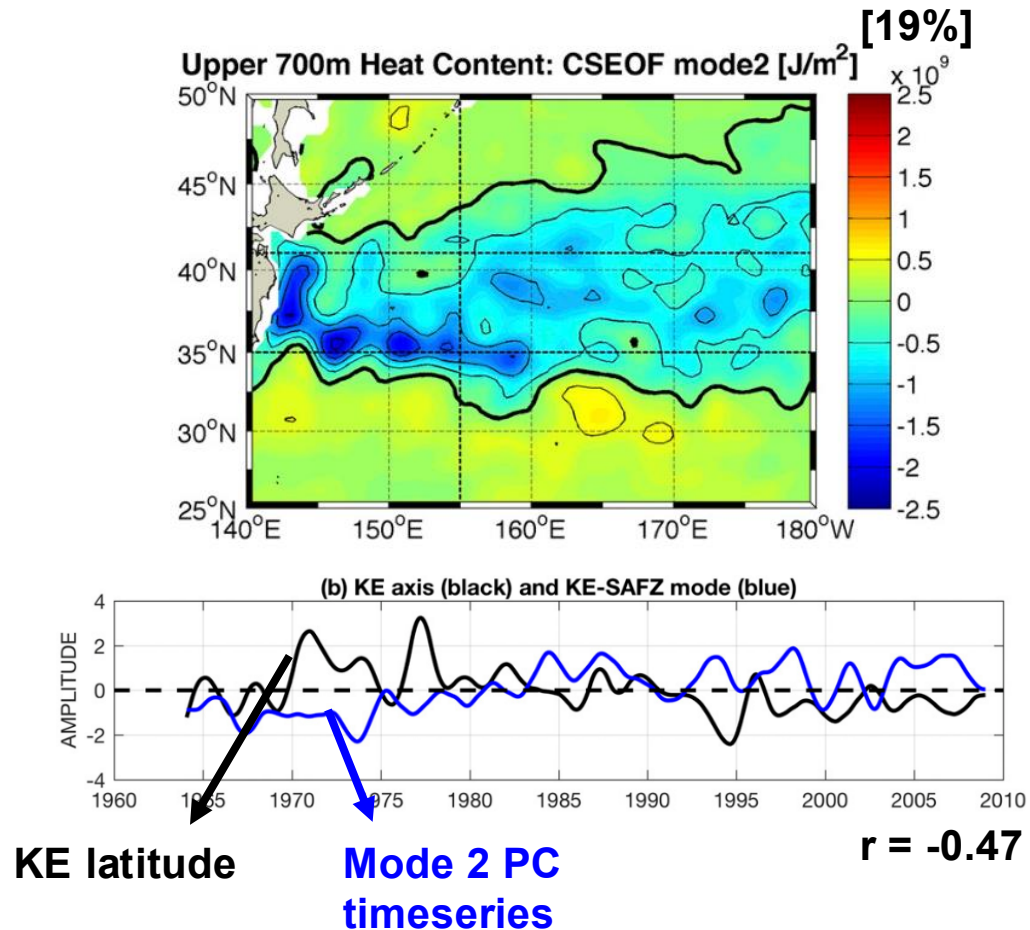 [19%]
Upper 700m Heat Content: CSEOF mode2 [J/m²]
x 10⁹
50°N
45°N
40°N
35°N
30°N
25°N
140°E 150°E 160°E 170°E 180°W
2.5
2
1.5
1
0.5
0
-0.5
-1
-1.5
-2
-2.5
(b) KE axis (black) and KE-SAFZ mode (blue)
AMPLITUDE
4
2
0
-2
-4
1960 1965 1970 1975 1980 1985 1990 1995 2000 2005 2010
r = -0.47
KE latitude
Mode 2 PC
timeseries